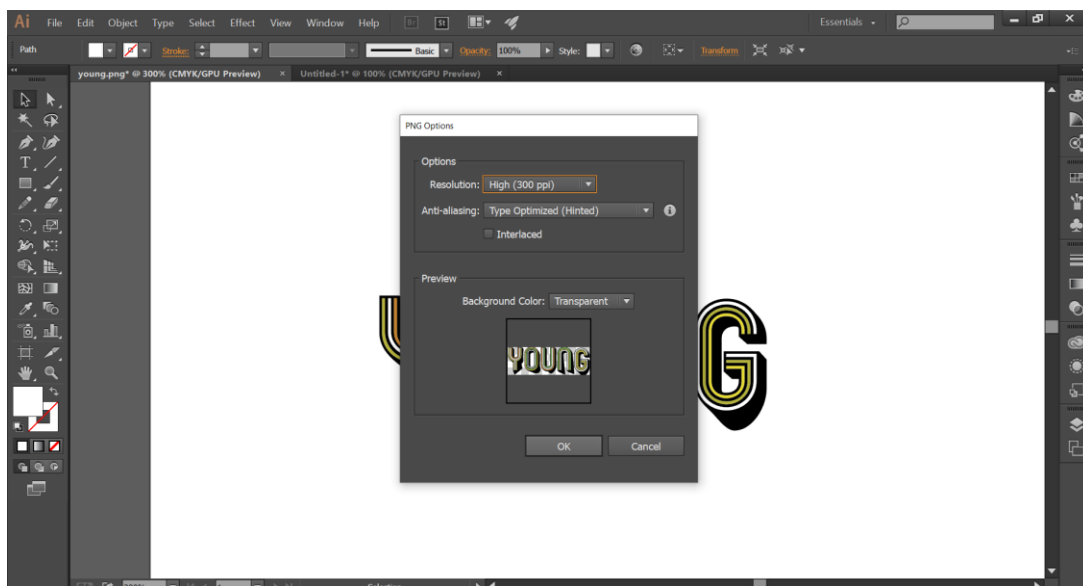 Ai File Edit Object Type Select Effect View Window Help Br St Essentials
Path Stroke: Basic Opacity: 100% Style: Transform
young.png* @ 300% (CMYK/GPU Preview) × Untitled-1* @ 100% (CMYK/GPU Preview) ×
PNG Options
Options
Resolution: High (300 ppi)
Anti-aliasing: Type Optimized (Hinted)
Interlaced
Preview
Background Color: Transparent
YOUNG
G
OK Cancel